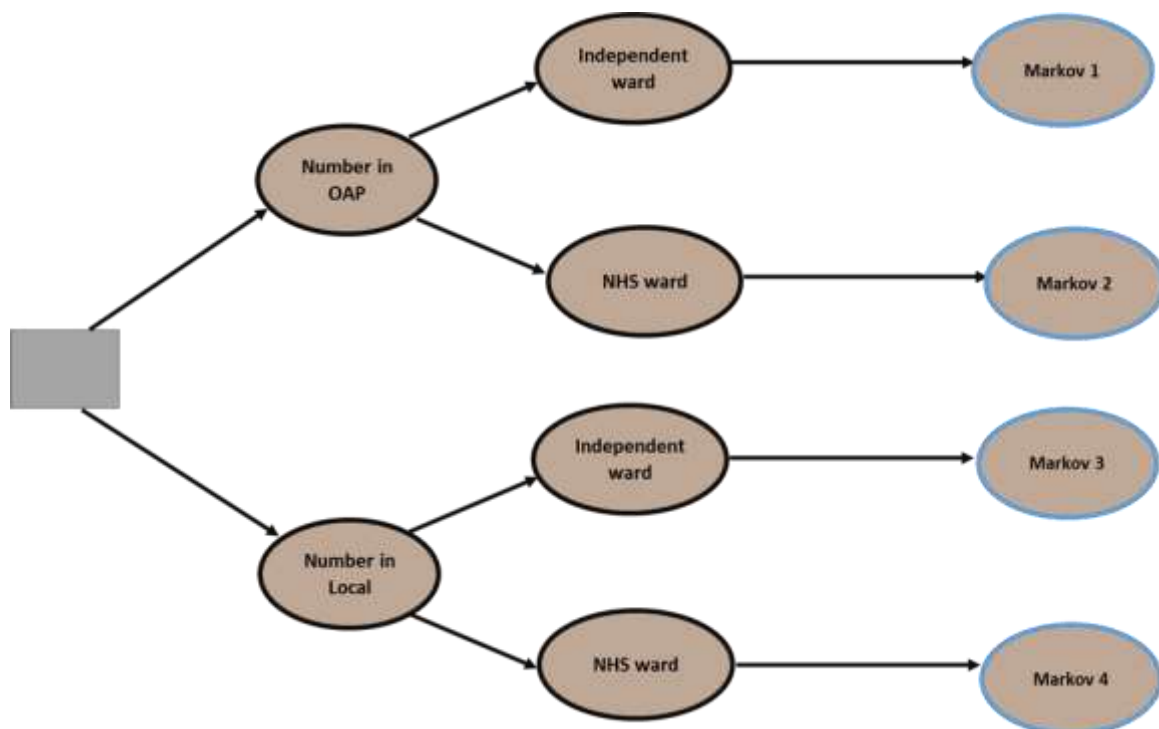 Independent
ward
Markov 1
Number in
OAP
NHS ward
Markov 2
Independent
ward
Markov 3
Number in
Local
NHS ward
Markov 4